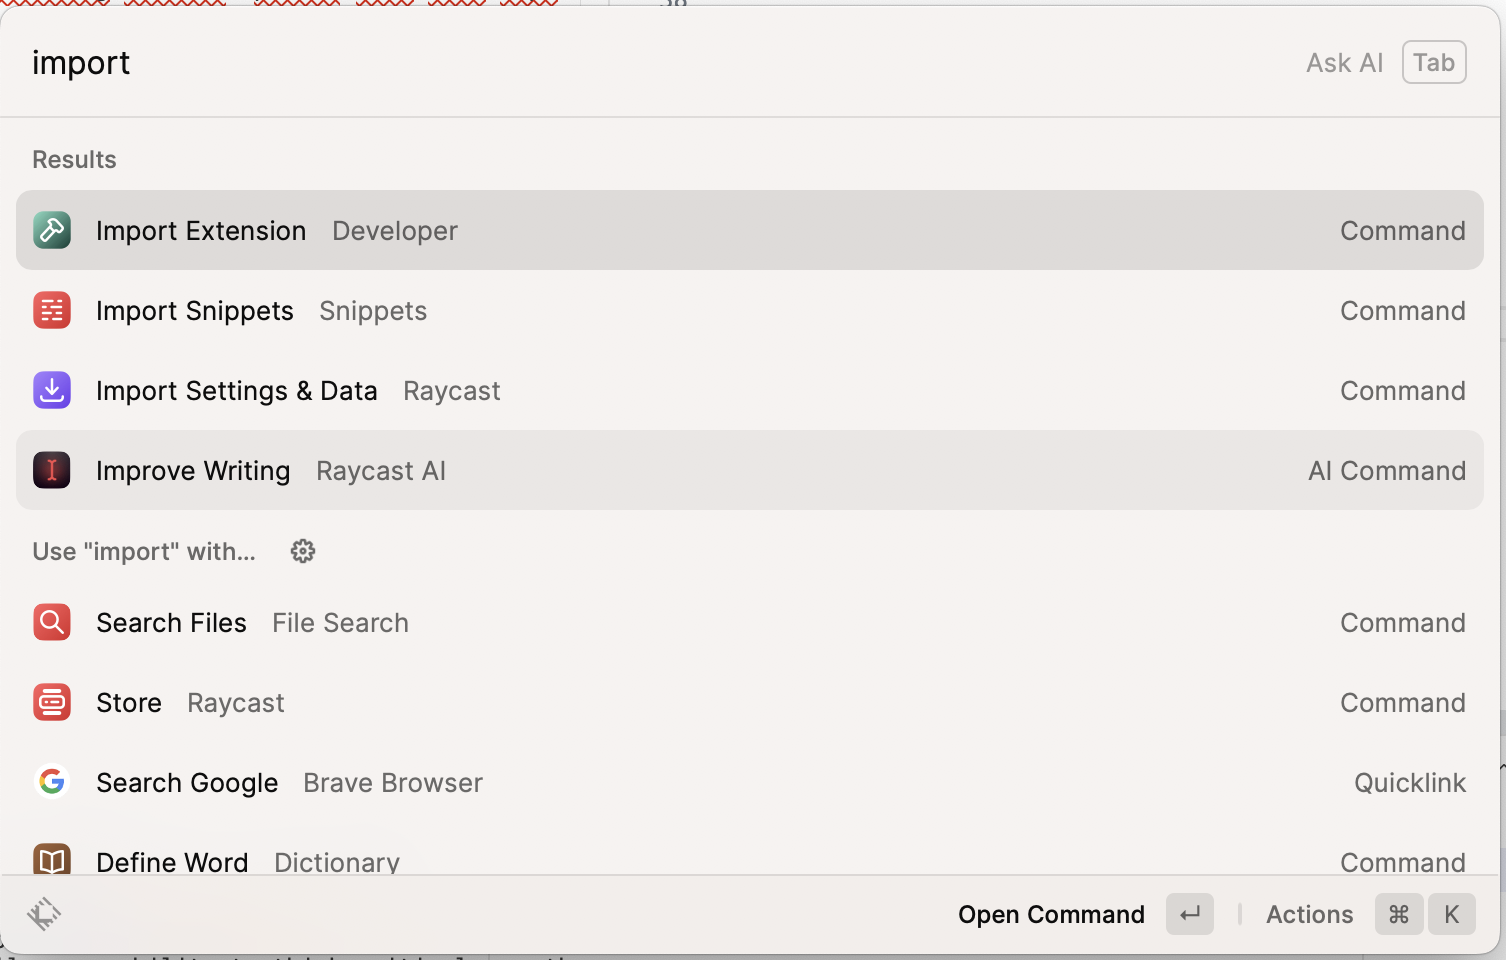 import
Ask AI Tab
Results
Import Extension Developer Command
Import Snippets Snippets Command
Import Settings & Data Raycast Command
Improve Writing Raycast AI AI Command
Use "import" with...
Search Files File Search Command
Store Raycast Command
Search Google Brave Browser Quicklink
Define Word Dictionary Command
Open Command ↵ Actions ⌘ K